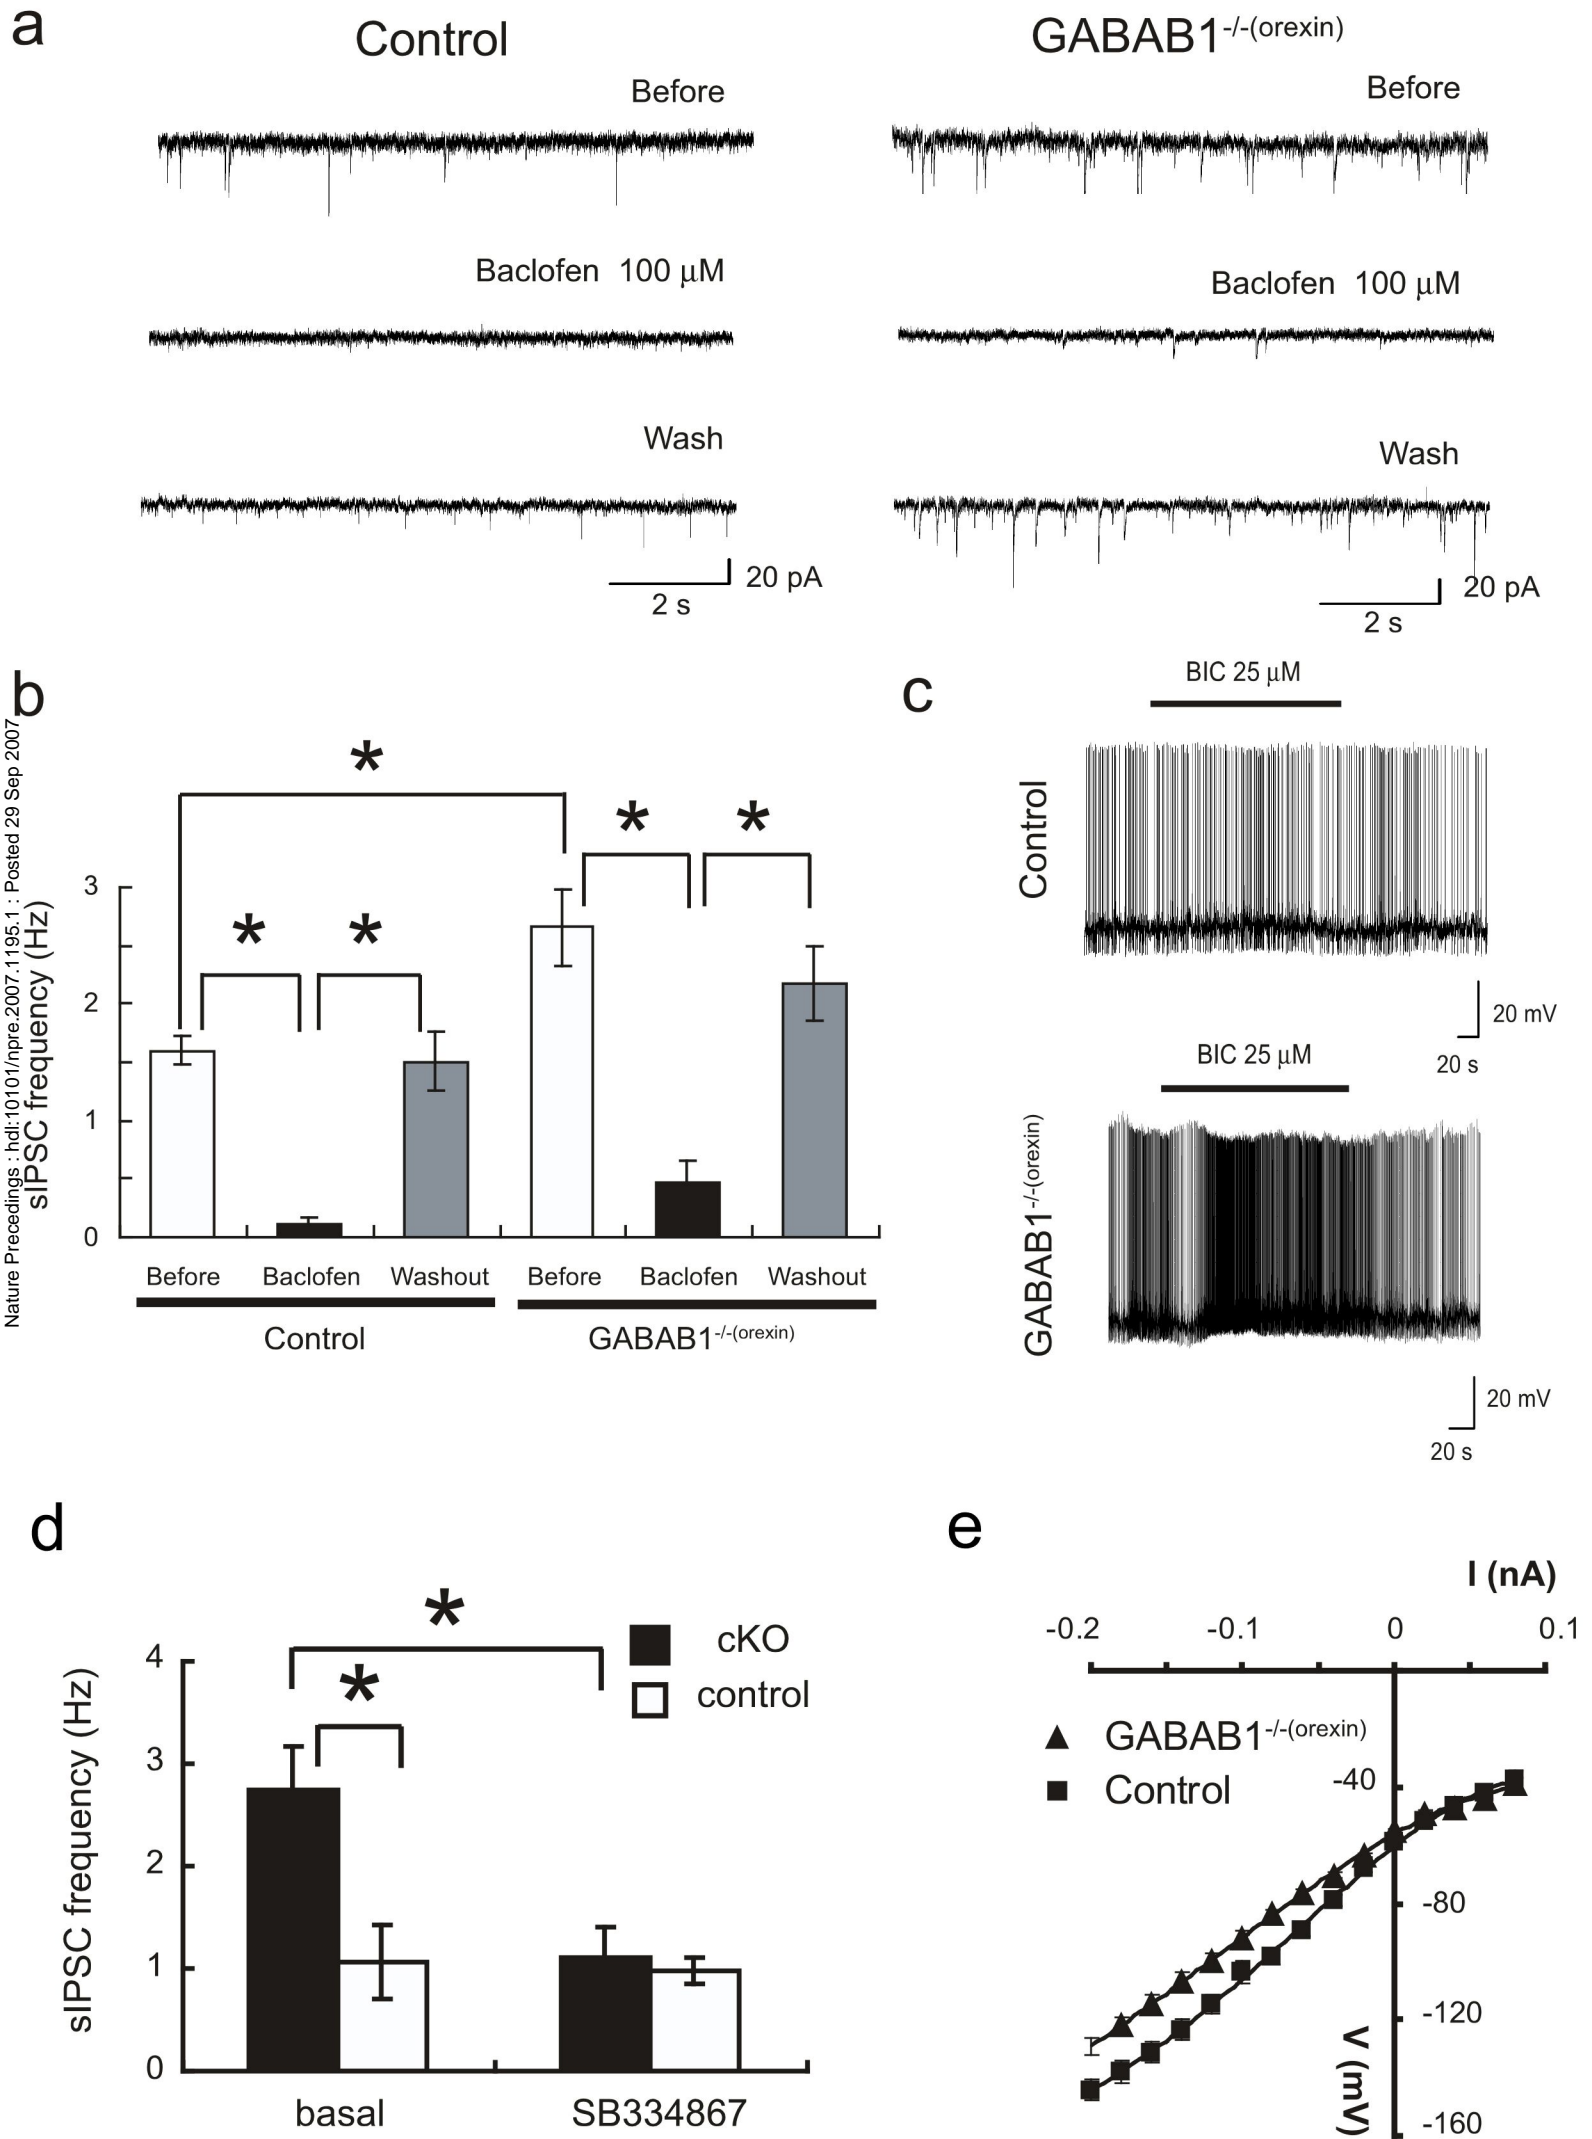 a
Control
GABAB1-/-(orexin)
Before
Before
Baclofen 100 µM
Baclofen 100 µM
Wash
Wash
20 pA
2 s
20 pA
2 s
b
Nature Precedings : hdl:10101/npre.2007.1195.1 : Posted 29 Sep 2007
sIPSC frequency (Hz)
*
* *
* *
3
2
1
0
Before Baclofen Washout Before Baclofen Washout
Control GABAB1-/-(orexin)
c
BIC 25 µM
Control
20 mV
20 s
BIC 25 µM
GABAB1-/-(orexin)
20 mV
20 s
d
sIPSC frequency (Hz)
*
*
cKO
control
4
3
2
1
0
basal SB334867
e
I (nA)
-0.2 -0.1 0 0.1
GABAB1-/-(orexin)
Control
-40
-80
-120
-160
V (mV)